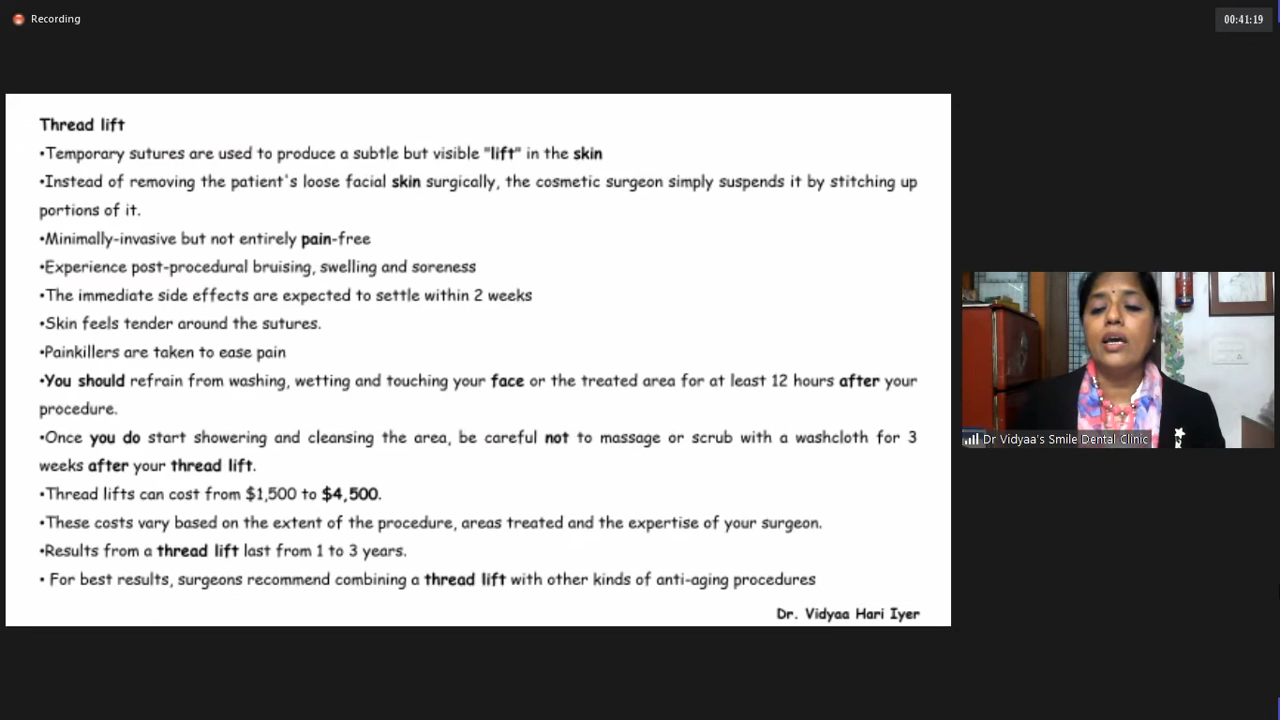 Recording
00:41:19
Thread lift
•Temporary sutures are used to produce a subtle but visible "lift" in the skin
•Instead of removing the patient's loose facial skin surgically, the cosmetic surgeon simply suspends it by stitching up
portions of it.
•Minimally-invasive but not entirely pain-free
•Experience post-procedural bruising, swelling and soreness
•The immediate side effects are expected to settle within 2 weeks
•Skin feels tender around the sutures.
•Painkillers are taken to ease pain
•You should refrain from washing, wetting and touching your face or the treated area for at least 12 hours after your
procedure.
•Once you do start showering and cleansing the area, be careful not to massage or scrub with a washcloth for 3
weeks after your thread lift.
•Thread lifts can cost from $1,500 to $4,500.
•These costs vary based on the extent of the procedure, areas treated and the expertise of your surgeon.
•Results from a thread lift last from 1 to 3 years.
• For best results, surgeons recommend combining a thread lift with other kinds of anti-aging procedures
Dr. Vidyaa Hari Iyer
Dr Vidyaa's Smile Dental Clinic